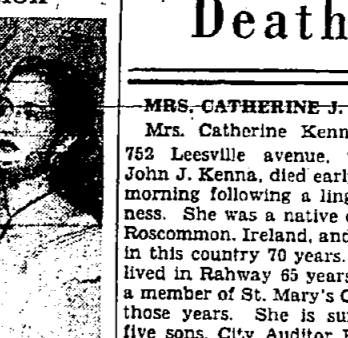 Death
MRS. CATHERINE J.
Mrs. Catherine Kenn
752 Leesville avenue,
John J. Kenna, died earl
morning following a ling
ness. She was a native
Roscommon, Ireland, and
in this country 70 years.
lived in Rahway 65 years
a member of St. Mary's C
those years. She is su
five sons, City Auditor